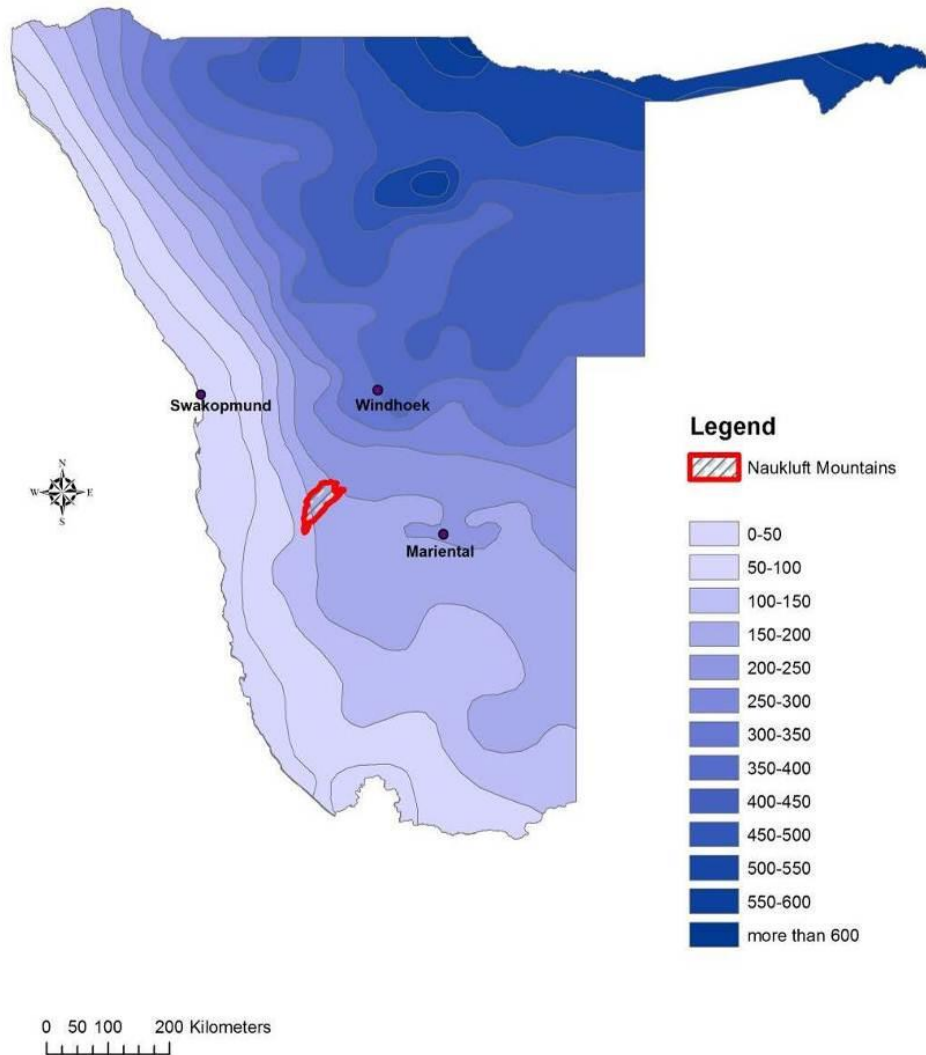 N
W E
S
Swakopmund
Windhoek
Mariental
Legend
Naukluft Mountains
0-50
50-100
100-150
150-200
200-250
250-300
300-350
350-400
400-450
450-500
500-550
550-600
more than 600
0 50 100 200 Kilometers